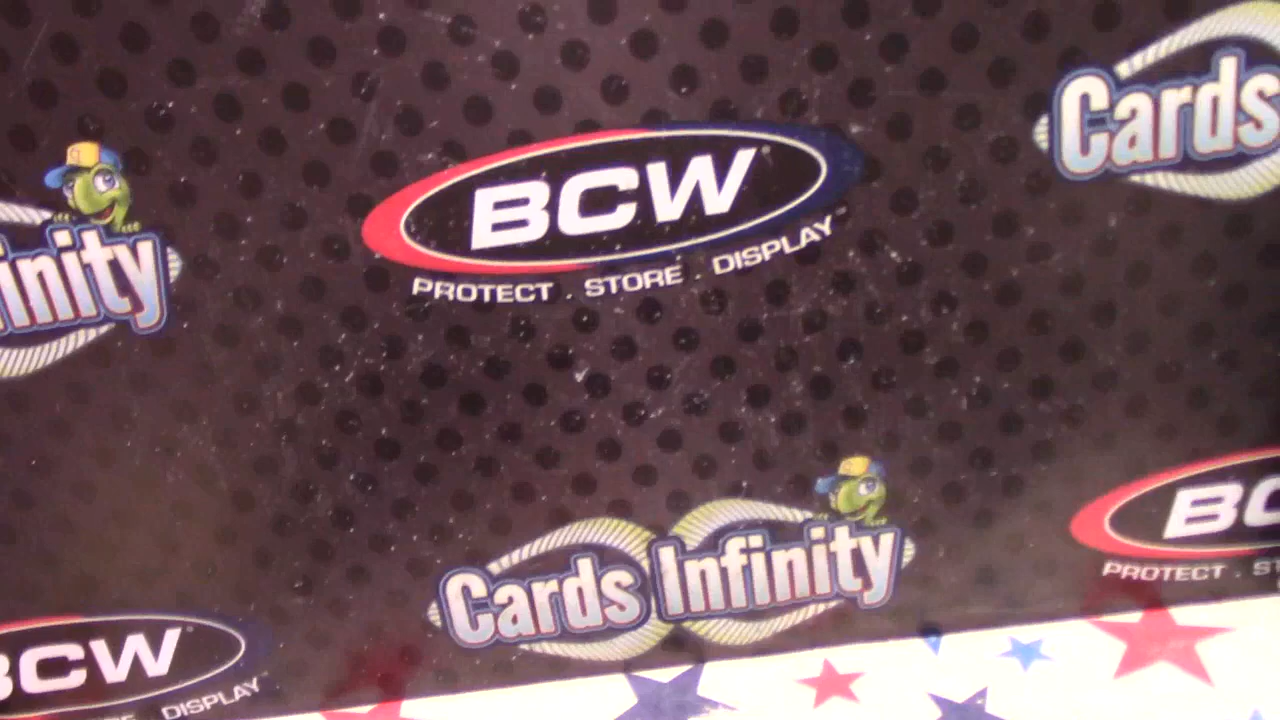 Cards
BCW
PROTECT . STORE . DISPLAY
inity
BC
PROTECT . ST
Cards Infinity
BCW
DISPLAY